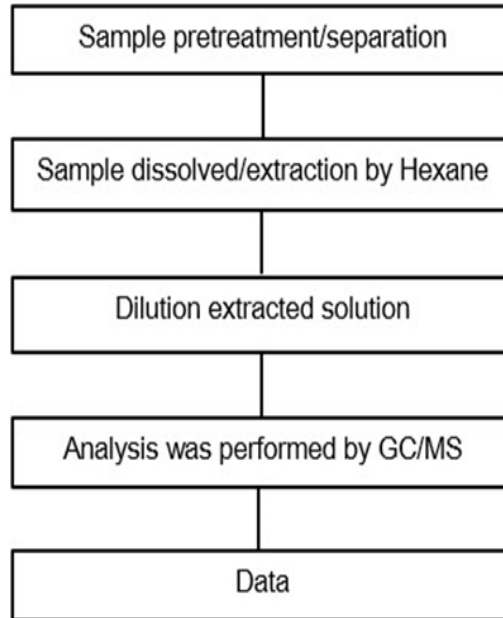 Sample pretreatment/separation
Sample dissolved/extraction by Hexane
Dilution extracted solution
Analysis was performed by GC/MS
Data